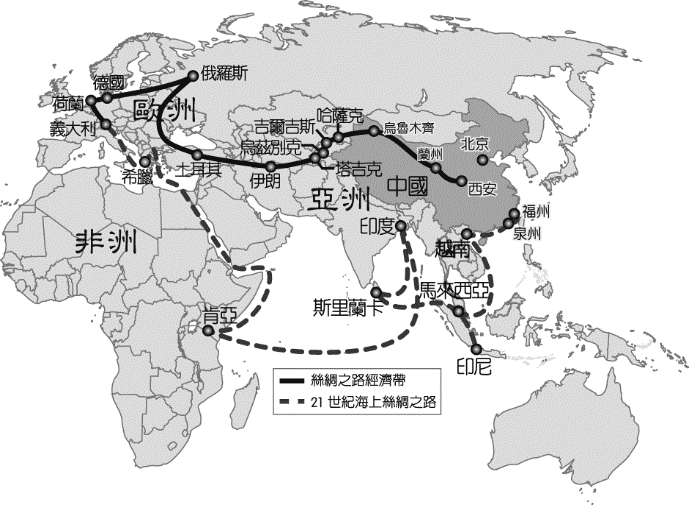 俄羅斯
德國
荷蘭
歐洲
義大利
哈薩克
吉爾吉斯
烏魯木齊
烏茲別克
北京
蘭州
希臘
土耳其
伊朗
塔吉克
中國
西安
亞洲
福州
印度
泉州
非洲
越南
馬來西亞
斯里蘭卡
肯亞
印尼
絲綢之路經濟帶
21世紀海上絲綢之路